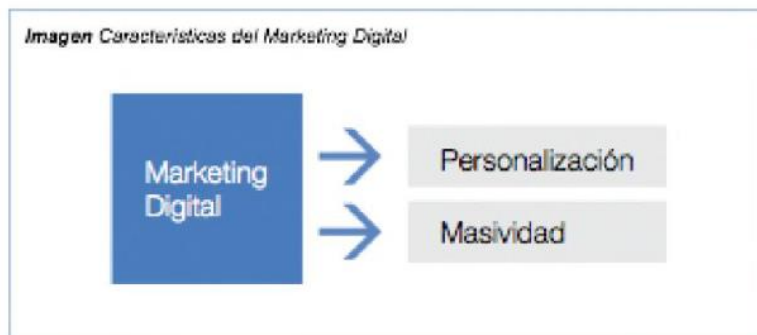 Imagen Características del Marketing Digital
Marketing
Digital
Personalización
Masividad